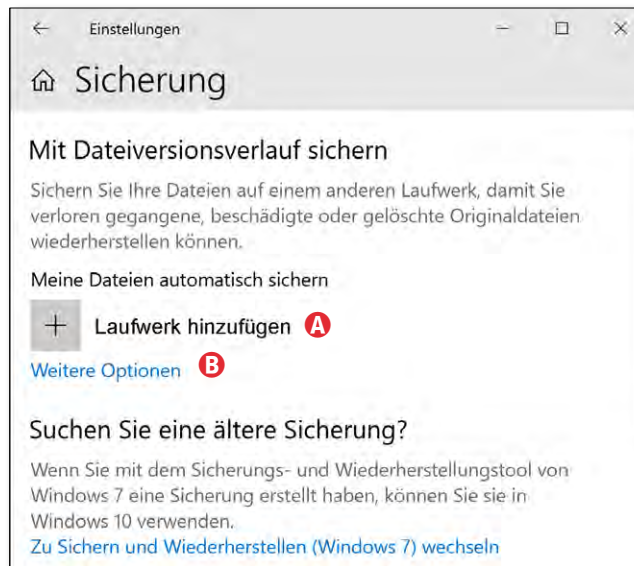 Einstellungen
Sicherung
Mit Dateiversionsverlauf sichern
Sichern Sie Ihre Dateien auf einem anderen Laufwerk, damit Sie
verloren gegangene, beschädigte oder gelöschte Originaldateien
wiederherstellen können.
Meine Dateien automatisch sichern
Laufwerk hinzufügen A
Weitere Optionen B
Suchen Sie eine ältere Sicherung?
Wenn Sie mit dem Sicherungs- und Wiederherstellungstool von
Windows 7 eine Sicherung erstellt haben, können Sie sie in
Windows 10 verwenden.
Zu Sichern und Wiederherstellen (Windows 7) wechseln